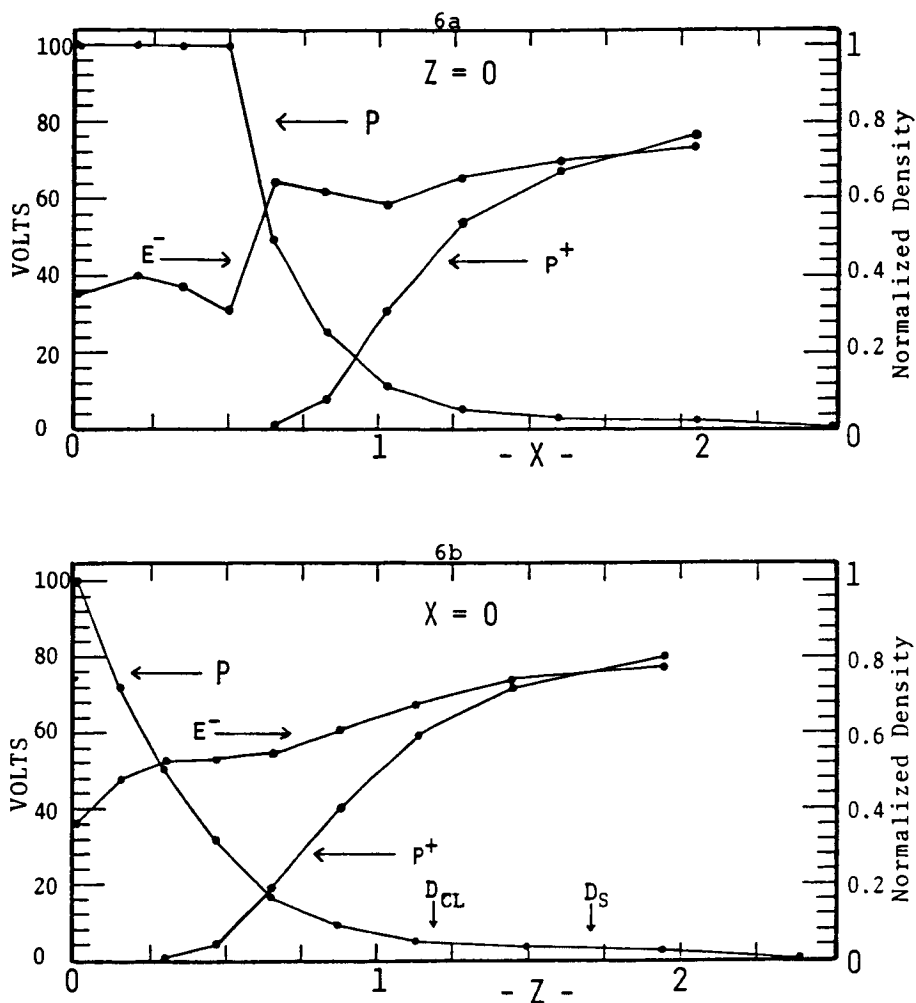 6a
Z = 0
P
E⁻
P⁺
VOLTS
100
80
60
40
20
0
Normalized Density
1
0.8
0.6
0.4
0.2
0
0
1
2
- X -
6b
X = 0
P
E⁻
P⁺
D_CL
D_S
VOLTS
100
80
60
40
20
0
Normalized Density
1
0.8
0.6
0.4
0.2
0
0
1
2
- Z -